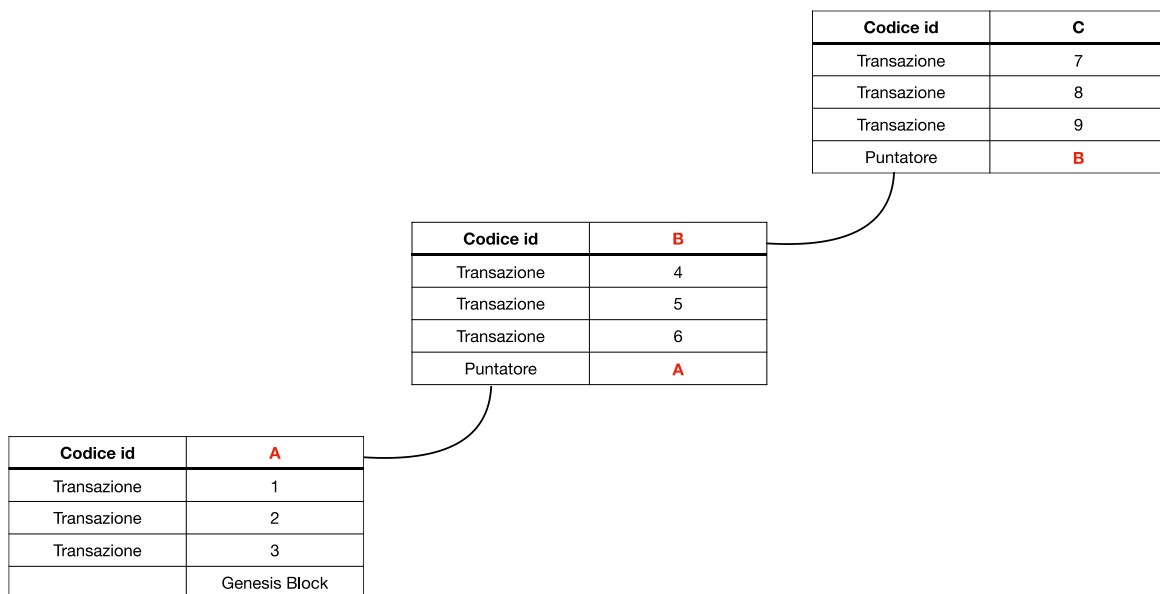 Codice id C
Transazione 7
Transazione 8
Transazione 9
Puntatore B
Codice id B
Transazione 4
Transazione 5
Transazione 6
Puntatore A
Codice id A
Transazione 1
Transazione 2
Transazione 3
Genesis Block